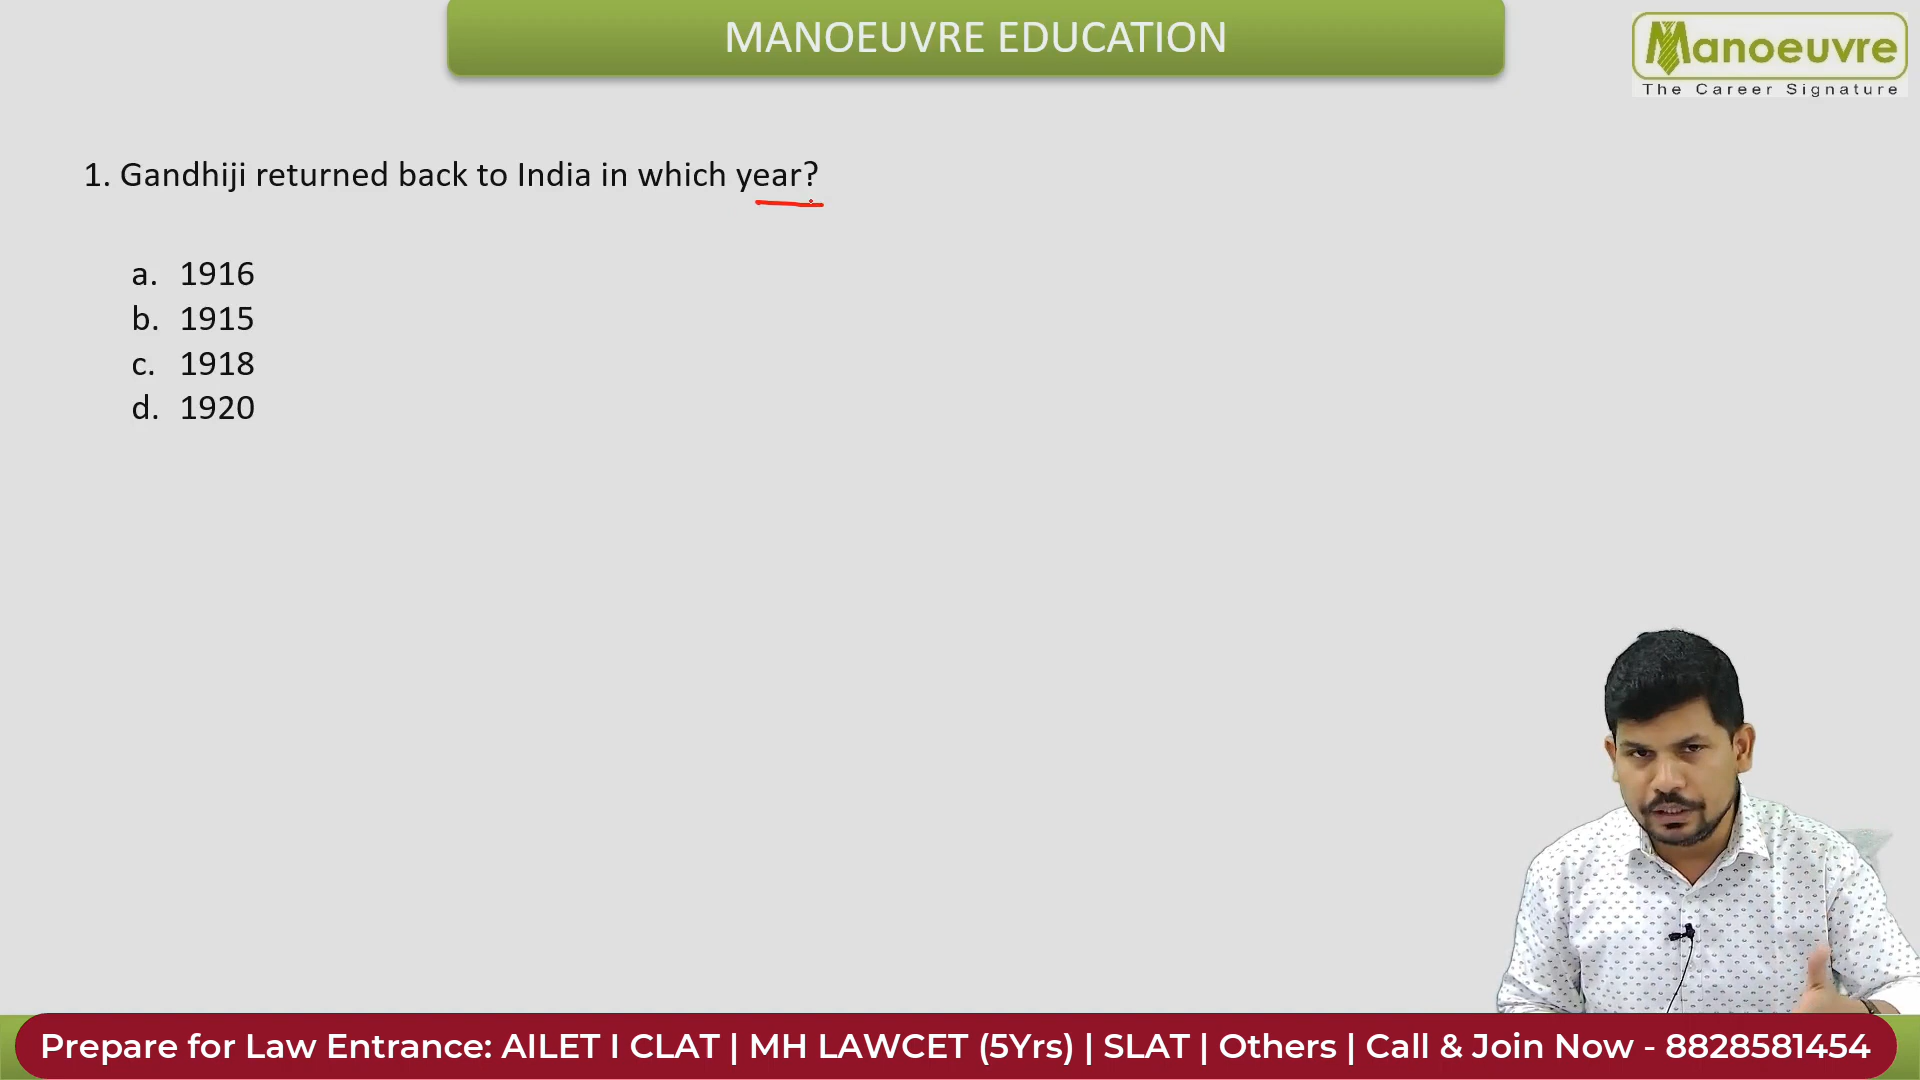 MANOEUVRE EDUCATION
Manoeuvre
The Career Signature
1. Gandhiji returned back to India in which year?
a. 1916
b. 1915
c. 1918
d. 1920
Prepare for Law Entrance: AILET I CLAT | MH LAWCET (5Yrs) | SLAT | Others | Call & Join Now - 8828581454